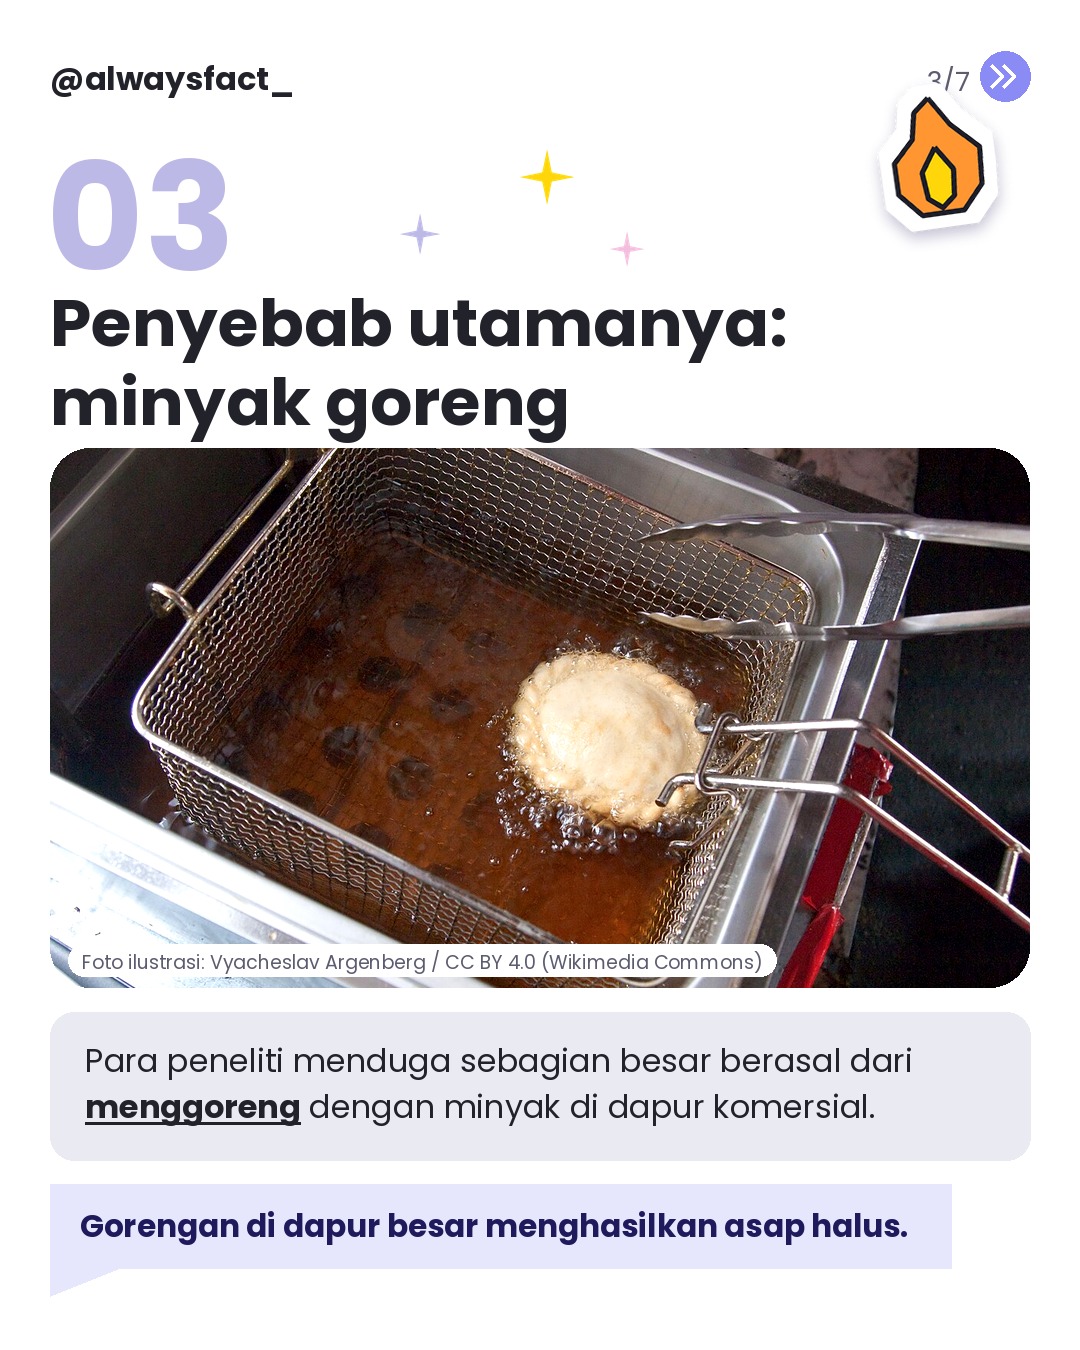 @alwaysfact_
3/7
03
Penyebab utamanya:
minyak goreng
Foto ilustrasi: Vyacheslav Argenberg / CC BY 4.0 (Wikimedia Commons)
Para peneliti menduga sebagian besar berasal dari
menggoreng dengan minyak di dapur komersial.
Gorengan di dapur besar menghasilkan asap halus.